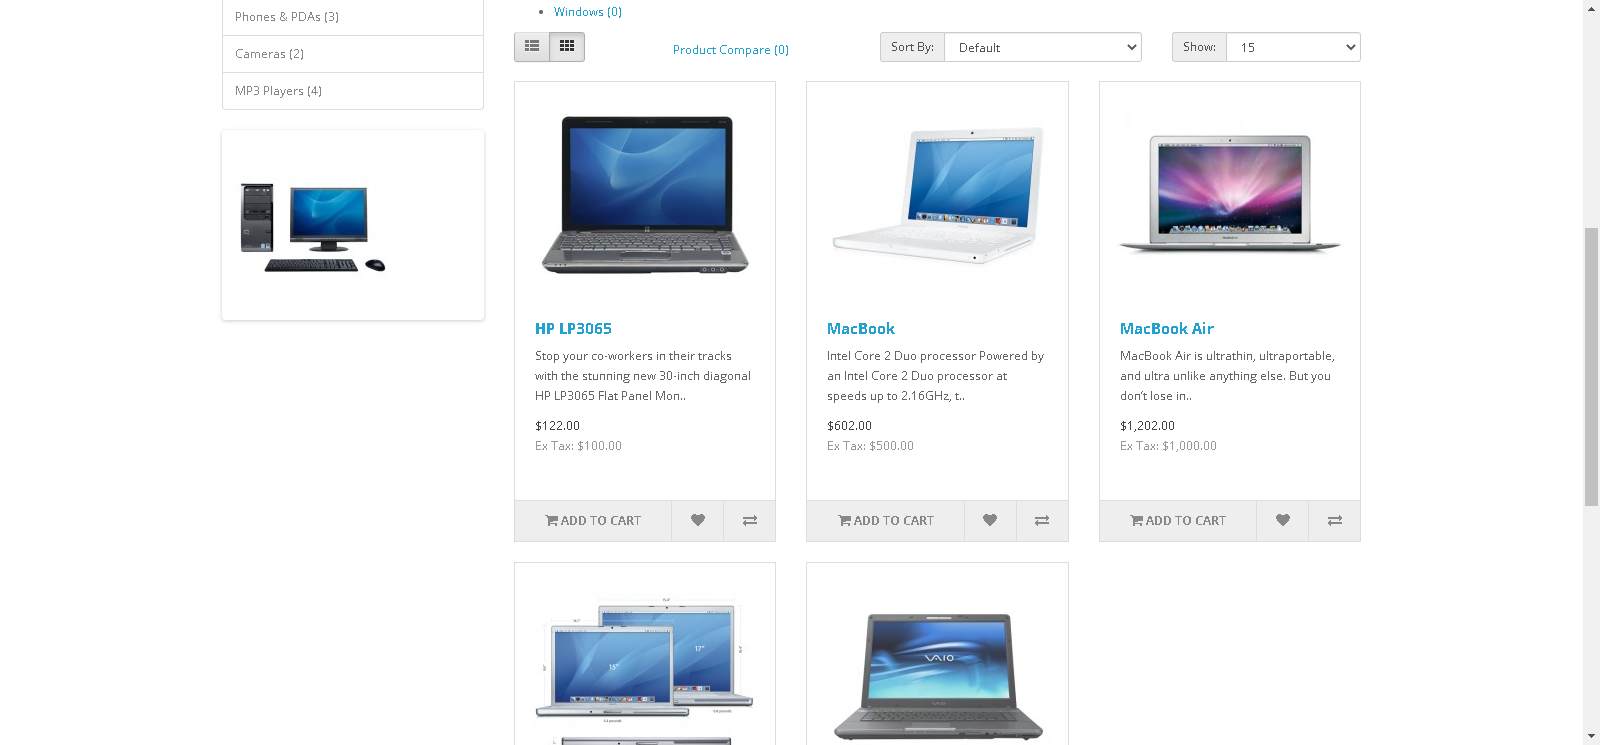 Phones & PDAs (3)
Cameras (2)
MP3 Players (4)
Windows (0)
Product Compare (0)
Sort By:
Default
Show:
15
HP LP3065
Stop your co-workers in their tracks
with the stunning new 30-inch diagonal
HP LP3065 Flat Panel Mon..
$122.00
Ex Tax: $100.00
ADD TO CART
MacBook
Intel Core 2 Duo processor Powered by
an Intel Core 2 Duo processor at
speeds up to 2.16GHz, t..
$602.00
Ex Tax: $500.00
ADD TO CART
MacBook Air
MacBook Air is ultrathin, ultraportable,
and ultra unlike anything else. But you
don’t lose in..
$1,202.00
Ex Tax: $1,000.00
ADD TO CART
15"
17"
VAIO